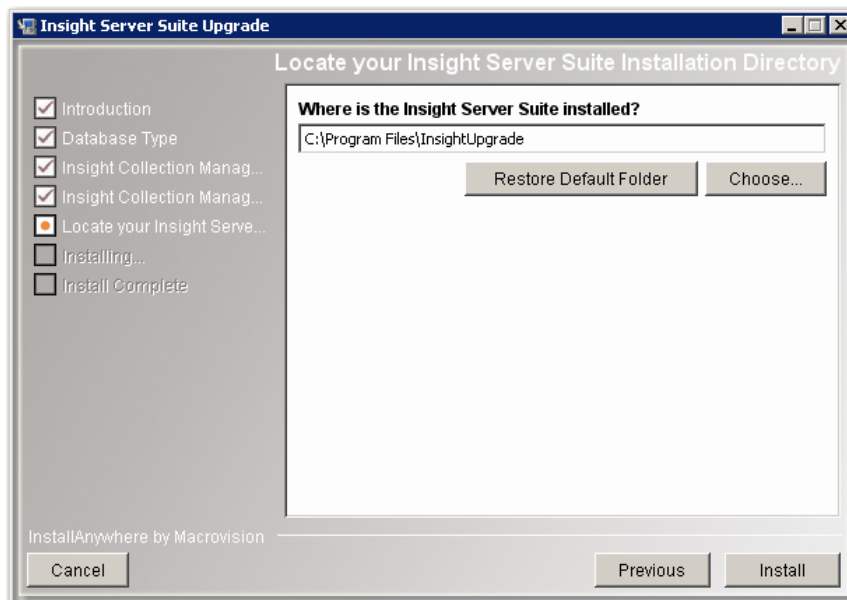 Insight Server Suite Upgrade
Locate your Insight Server Suite Installation Directory
Introduction
Database Type
Insight Collection Manag...
Insight Collection Manag...
Locate your Insight Serve...
Installing...
Install Complete
Where is the Insight Server Suite installed?
C:\Program Files\InsightUpgrade
Restore Default Folder
Choose...
InstallAnywhere by Macrovision
Cancel
Previous
Install